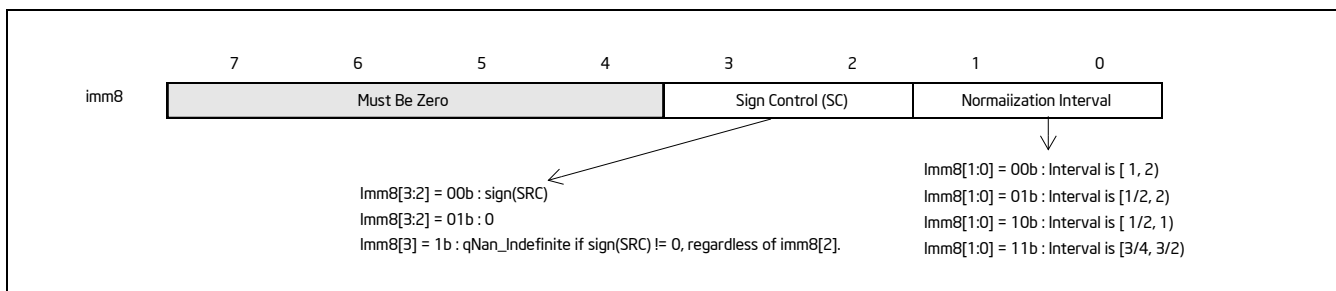 7 6 5 4 3 2 1 0
imm8 Must Be Zero Sign Control (SC) Normaiization Interval
Imm8[3:2] = 00b : sign(SRC)
Imm8[3:2] = 01b : 0
Imm8[3] = 1b : qNan_Indefinite if sign(SRC) != 0, regardless of imm8[2].
Imm8[1:0] = 00b : Interval is [ 1, 2)
Imm8[1:0] = 01b : Interval is [1/2, 2)
Imm8[1:0] = 10b : Interval is [ 1/2, 1)
Imm8[1:0] = 11b : Interval is [3/4, 3/2)